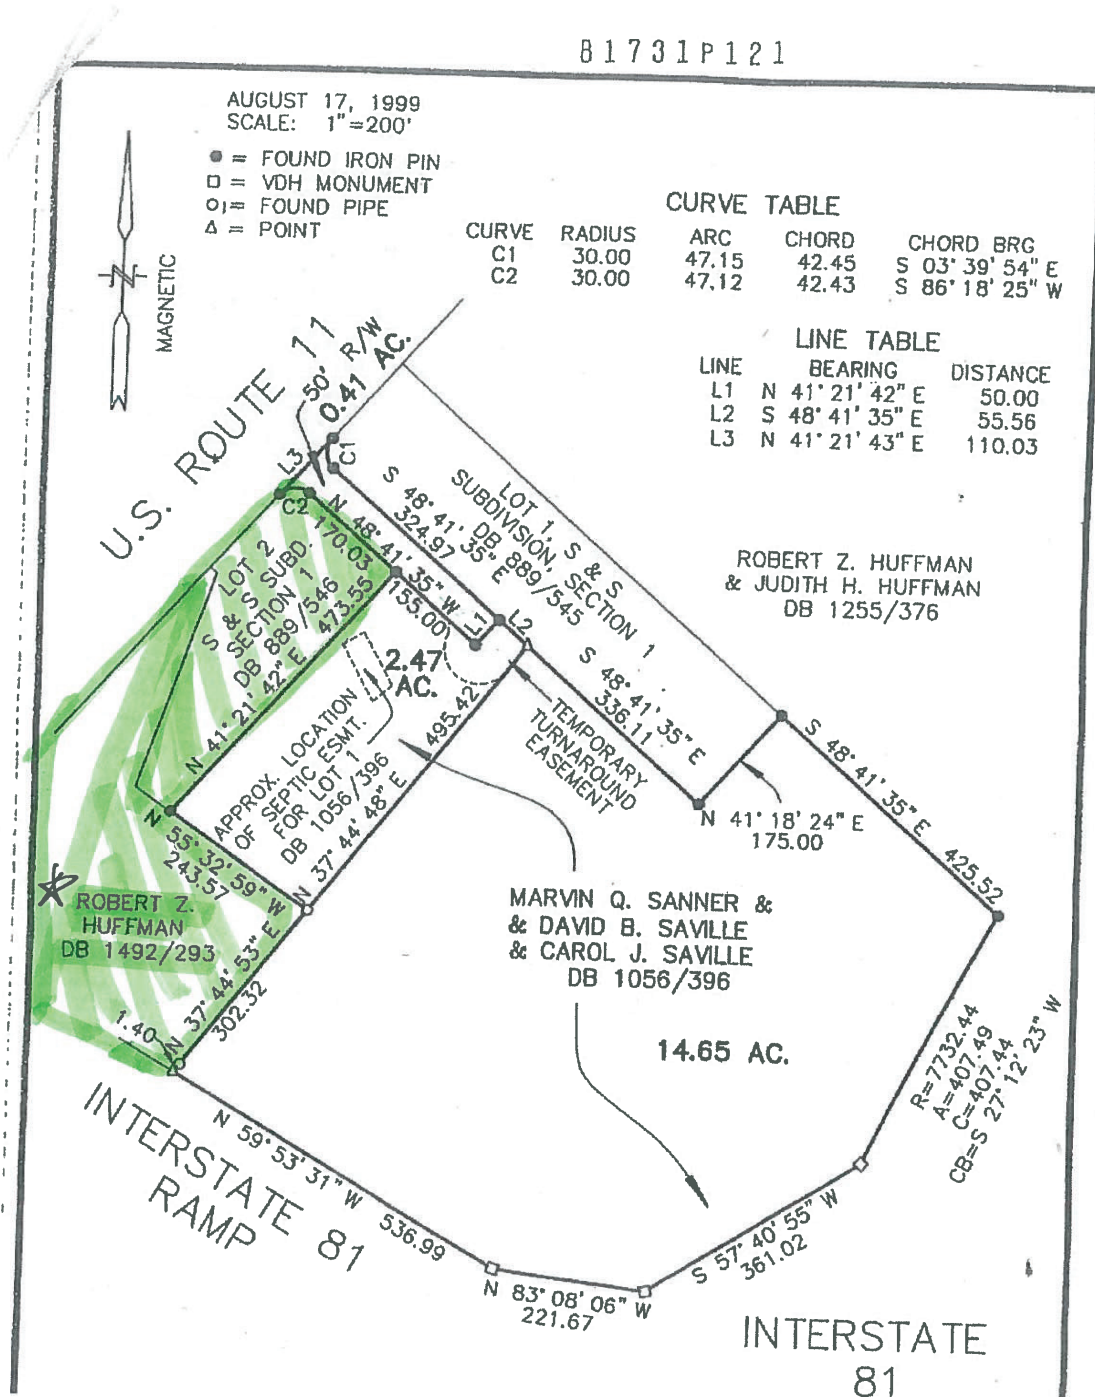 B1731P121
AUGUST 17, 1999
SCALE: 1"=200'
● = FOUND IRON PIN
□ = VDH MONUMENT
○ = FOUND PIPE
Δ = POINT
MAGNETIC
N
CURVE TABLE
CURVE RADIUS ARC CHORD CHORD BRG
C1 30.00 47.15 42.45 S 03° 39' 54" E
C2 30.00 47.12 42.43 S 86° 18' 25" W
LINE TABLE
LINE BEARING DISTANCE
L1 N 41° 21' 42" E 50.00
L2 S 48° 41' 35" E 55.56
L3 N 41° 21' 43" E 110.03
U.S. ROUTE 11
50' R/W
0.41 AC.
L3
C1
C2
S 48° 41' 35" E
324.97
LOT 1, S & S
SUBDIVISION, SECTION 1
DB 889/545
ROBERT Z. HUFFMAN
& JUDITH H. HUFFMAN
DB 1255/376
N 48° 41' 35" W
170.03
155.00
L1
L2
LOT 2
S & S SUBD.
SECTION 1
DB 889/546
N 41° 21' 42" E 473.55
2.47
AC.
S 48° 41' 35" E
336.11
TEMPORARY
TURNAROUND
EASEMENT
APPROX. LOCATION
OF SEPTIC ESMT.
FOR LOT 1
DB 1056/396
N 37° 44' 48" E 495.42
N 41° 18' 24" E
175.00
S 48° 41' 35" E 425.52
N 55° 32' 59" W
243.57
ROBERT Z.
HUFFMAN
DB 1492/293
N 37° 44' 53" E
302.32
1.40
MARVIN Q. SANNER &
& DAVID B. SAVILLE
& CAROL J. SAVILLE
DB 1056/396
14.65 AC.
R=7732.44
A=407.49
C=407.44
CB=S 27° 12' 23" W
INTERSTATE 81
RAMP
N 59° 53' 31" W 536.99
N 83° 08' 06" W
221.67
S 57° 40' 55" W
361.02
INTERSTATE
81